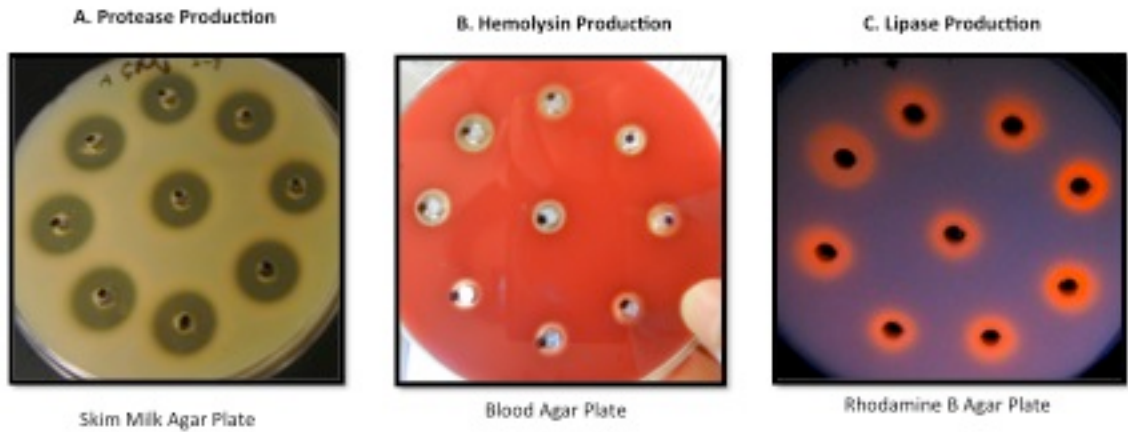 A. Protease Production
B. Hemolysin Production
C. Lipase Production
Skim Milk Agar Plate
Blood Agar Plate
Rhodamine B Agar Plate